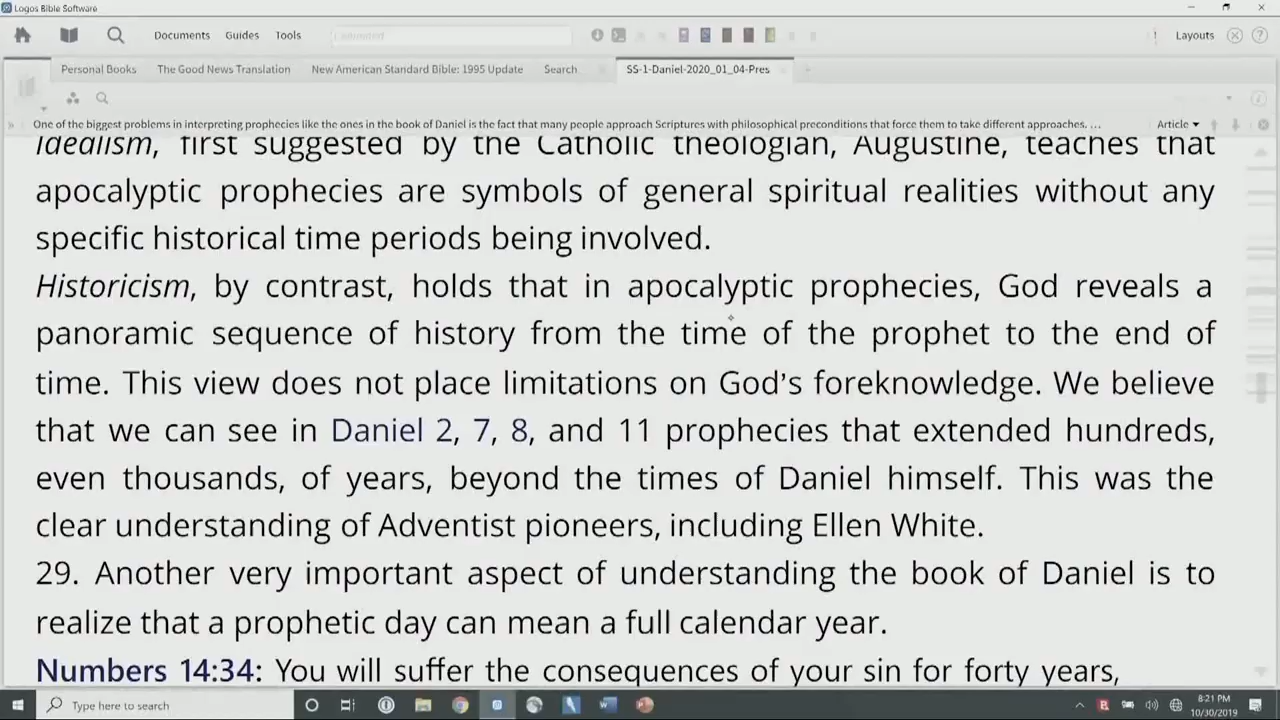 Logos Bible Software
Documents Guides Tools
Layouts
Personal Books The Good News Translation New American Standard Bible: 1995 Update Search SS-1-Daniel-2020_01_04-Pres
One of the biggest problems in interpreting prophecies like the ones in the book of Daniel is the fact that many people approach Scriptures with philosophical preconditions that force them to take different approaches. ... Article
Idealism, first suggested by the Catholic theologian, Augustine, teaches that
apocalyptic prophecies are symbols of general spiritual realities without any
specific historical time periods being involved.
Historicism, by contrast, holds that in apocalyptic prophecies, God reveals a
panoramic sequence of history from the time of the prophet to the end of
time. This view does not place limitations on God's foreknowledge. We believe
that we can see in Daniel 2, 7, 8, and 11 prophecies that extended hundreds,
even thousands, of years, beyond the times of Daniel himself. This was the
clear understanding of Adventist pioneers, including Ellen White.
29. Another very important aspect of understanding the book of Daniel is to
realize that a prophetic day can mean a full calendar year.
Numbers 14:34: You will suffer the consequences of your sin for forty years,
Type here to search
8:21 PM
10/30/2019